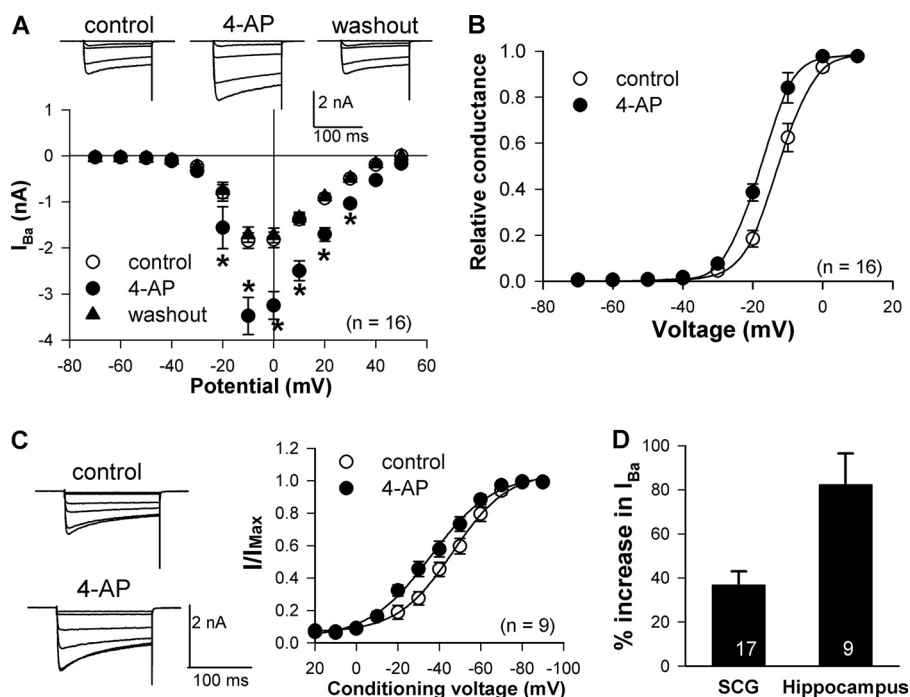 A
control 4-AP washout
2 nA
100 ms
0
-1
-2
-3
-4
I_Ba (nA)
control
4-AP
washout
* * * * * *
(n = 16)
-80 -60 -40 -20 0 20 40 60
Potential (mV)
B
1.0
0.8
0.6
0.4
0.2
0.0
Relative conductance
control
4-AP
(n = 16)
-80 -60 -40 -20 0 20
Voltage (mV)
C
control
4-AP
2 nA
100 ms
1.2
1.0
0.8
0.6
0.4
0.2
0.0
I/I_Max
control
4-AP
(n = 9)
20 0 -20 -40 -60 -80 -100
Conditioning voltage (mV)
D
100
80
60
40
20
0
% increase in I_Ba
17 9
SCG Hippocampus